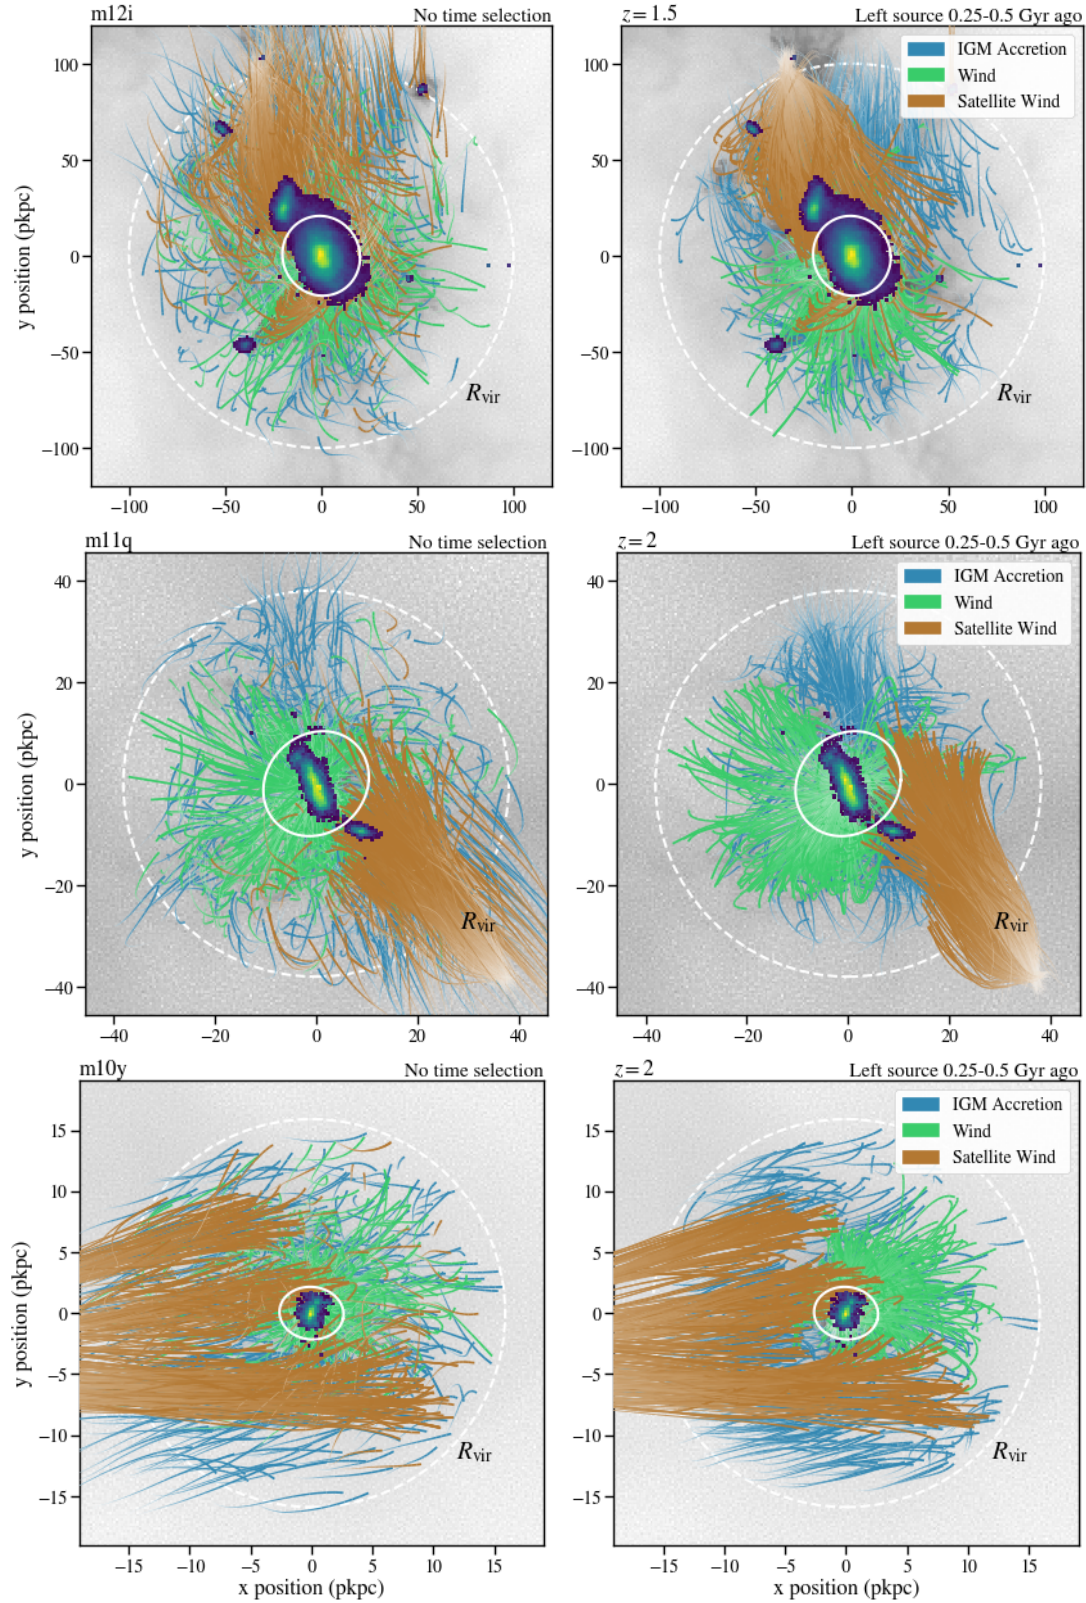 m12i No time selection
z = 1.5 Left source 0.25-0.5 Gyr ago
IGM Accretion
Wind
Satellite Wind
100
50
0
−50
−100
y position (pkpc)
R_vir
−100 −50 0 50 100
100
50
0
−50
−100
R_vir
−100 −50 0 50 100
m11q No time selection
z = 2 Left source 0.25-0.5 Gyr ago
IGM Accretion
Wind
Satellite Wind
40
20
0
−20
−40
y position (pkpc)
R_vir
−40 −20 0 20 40
40
20
0
−20
−40
R_vir
−40 −20 0 20 40
m10y No time selection
z = 2 Left source 0.25-0.5 Gyr ago
IGM Accretion
Wind
Satellite Wind
15
10
5
0
−5
−10
−15
y position (pkpc)
R_vir
−15 −10 −5 0 5 10 15
x position (pkpc)
15
10
5
0
−5
−10
−15
R_vir
−15 −10 −5 0 5 10 15
x position (pkpc)